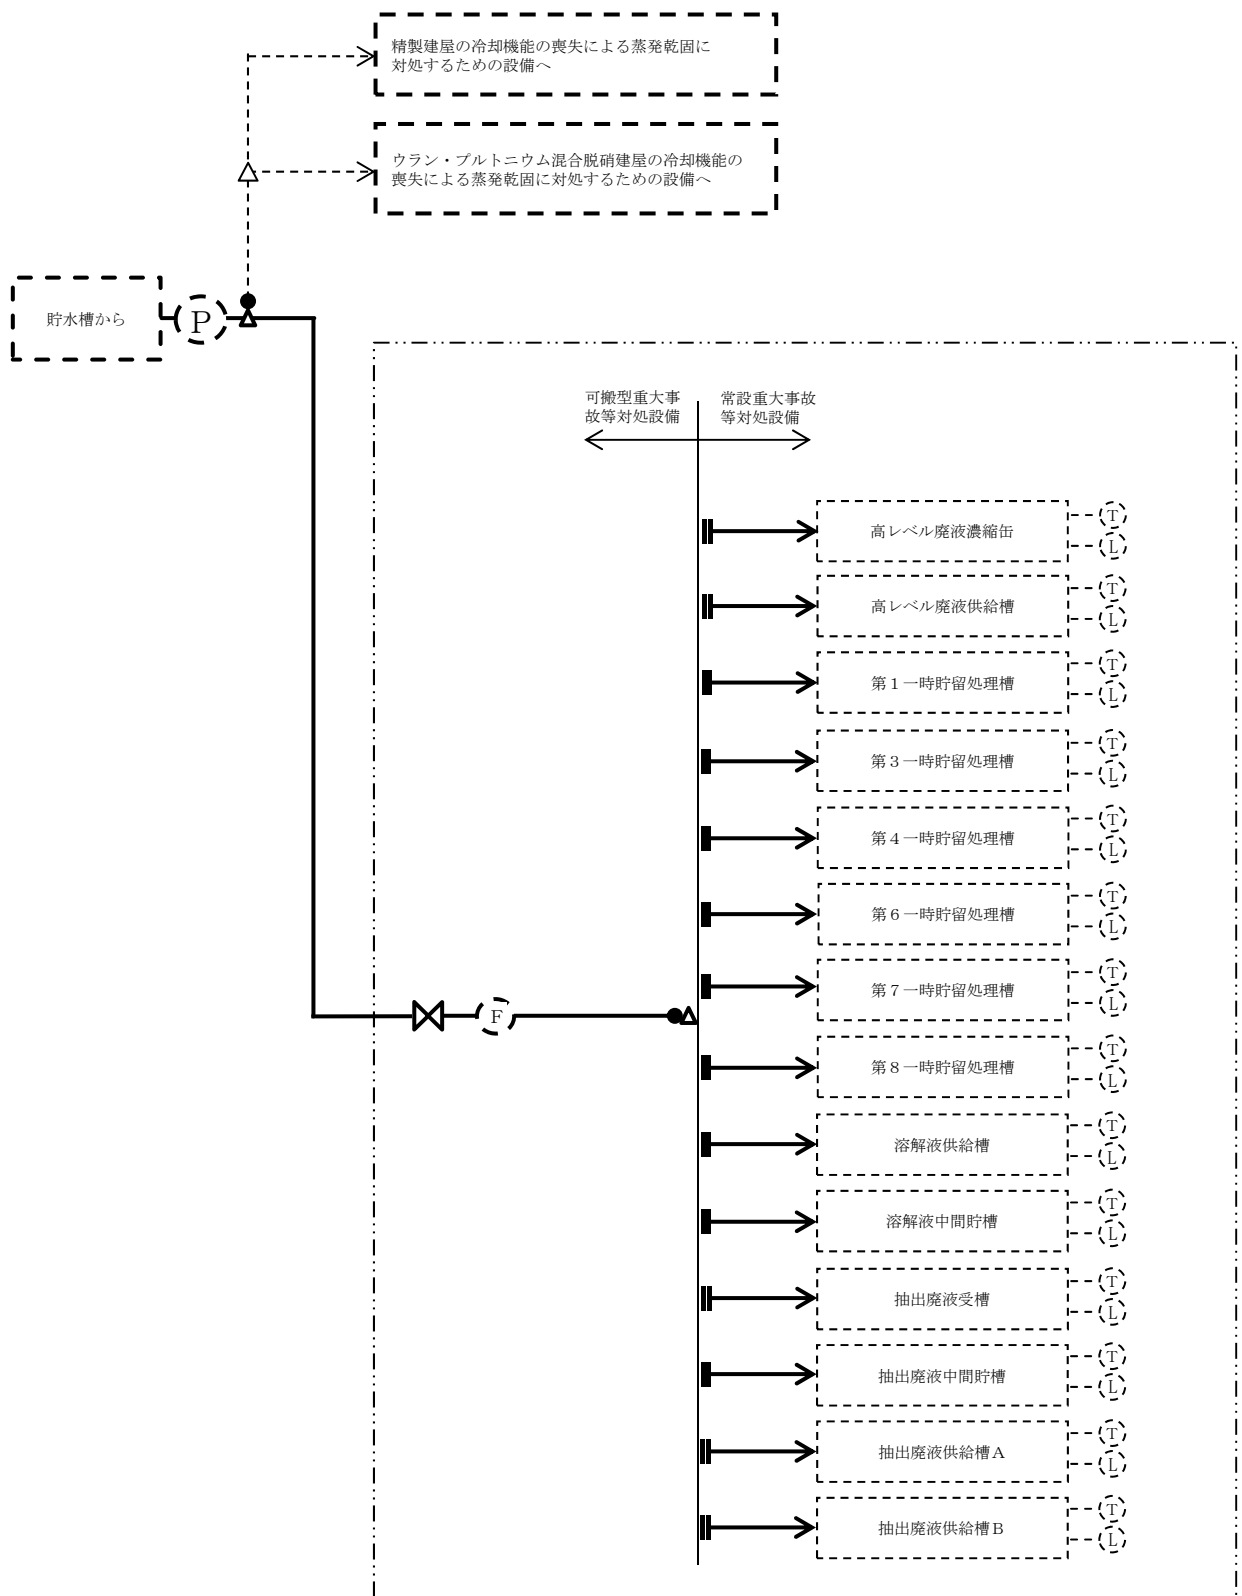 精製建屋の冷却機能の喪失による蒸発乾固に
対処するための設備へ
ウラン・プルトニウム混合脱硝建屋の冷却機能の
喪失による蒸発乾固に対処するための設備へ
貯水槽から
P
可搬型重大事
故等対処設備
常設重大事故
等対処設備
高レベル廃液濃縮缶
T
L
高レベル廃液供給槽
T
L
第１一時貯留処理槽
T
L
第３一時貯留処理槽
T
L
第４一時貯留処理槽
T
L
第６一時貯留処理槽
T
L
第７一時貯留処理槽
T
L
F
第８一時貯留処理槽
T
L
溶解液供給槽
T
L
溶解液中間貯槽
T
L
抽出廃液受槽
T
L
抽出廃液中間貯槽
T
L
抽出廃液供給槽Ａ
T
L
抽出廃液供給槽Ｂ
T
L